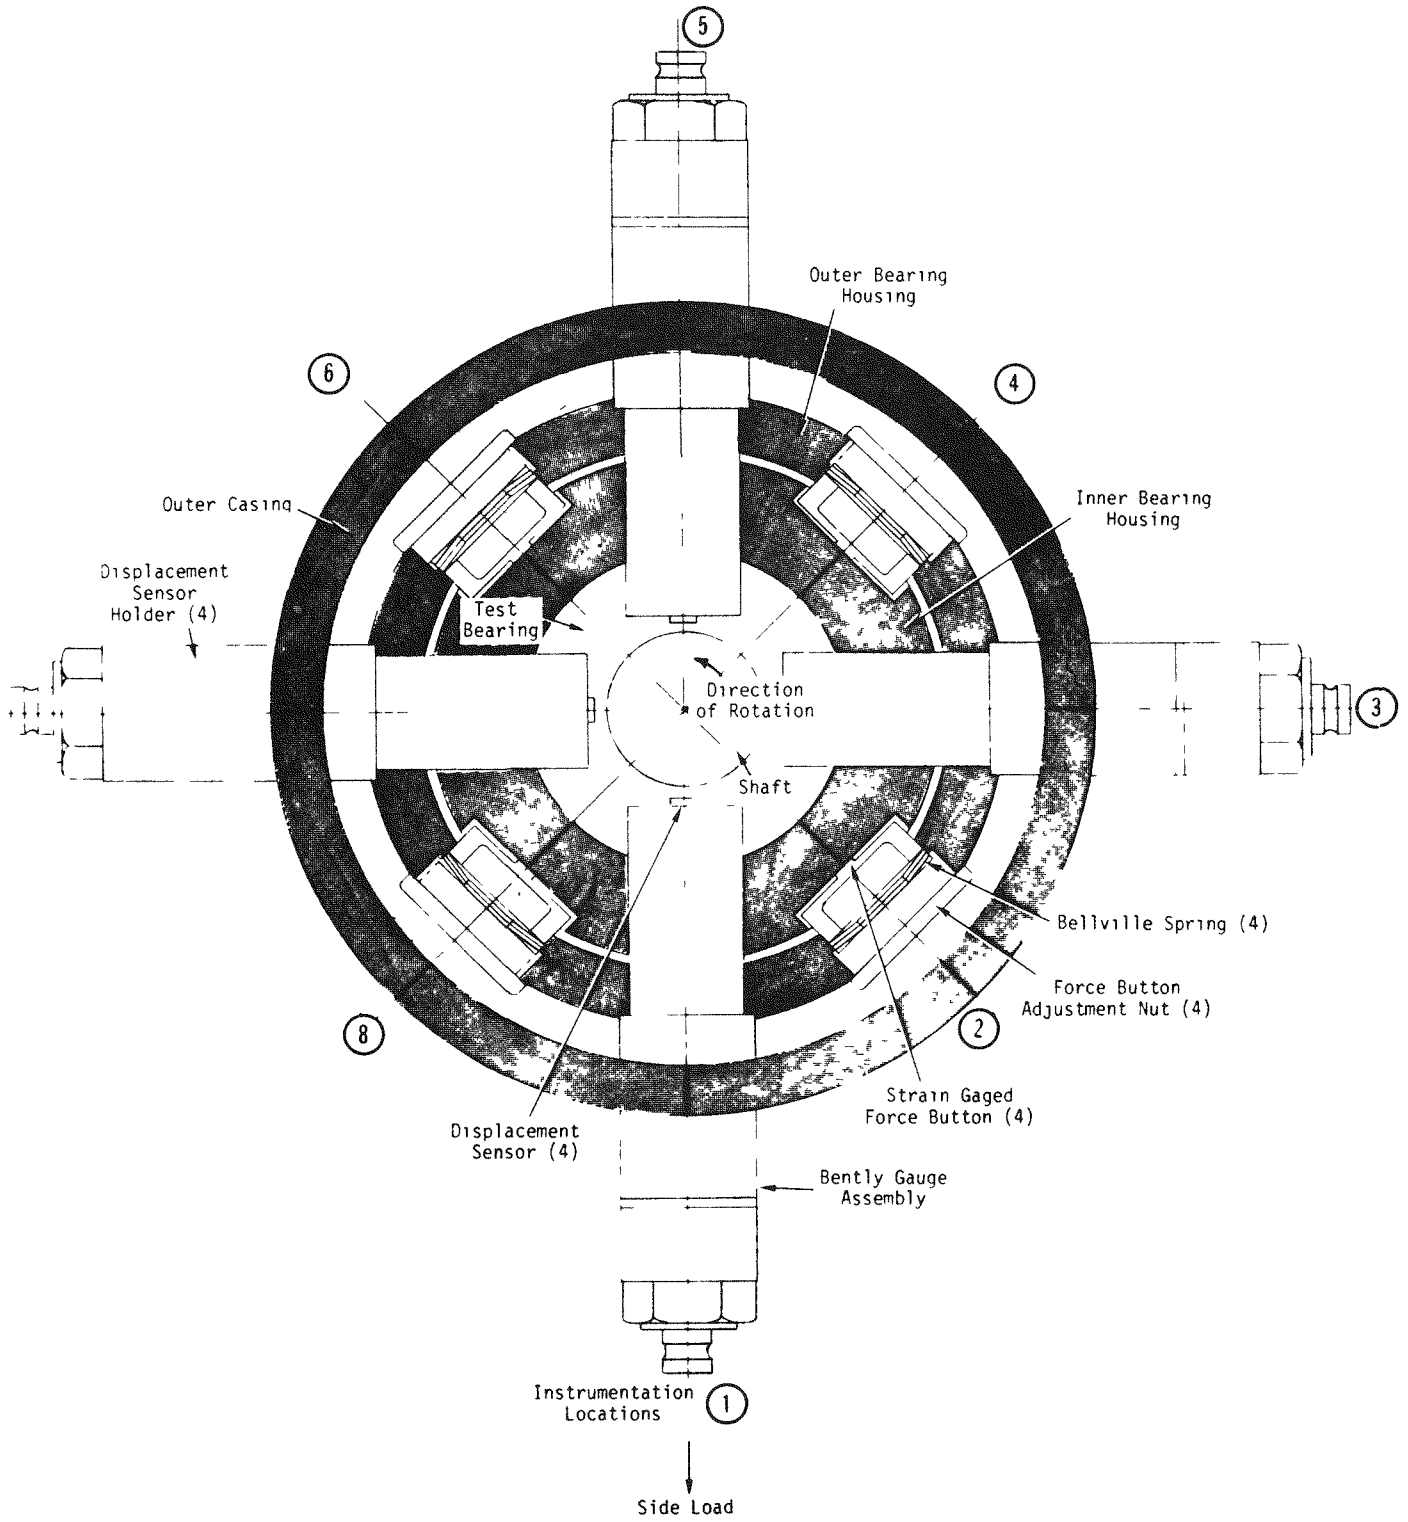 5
Outer Bearing
Housing
6
4
Outer Casing
Inner Bearing
Housing
Displacement
Sensor
Holder (4)
Test
Bearing
Direction
of Rotation
3
Shaft
Bellville Spring (4)
Force Button
Adjustment Nut (4)
8
2
Strain Gaged
Force Button (4)
Displacement
Sensor (4)
Bently Gauge
Assembly
Instrumentation
Locations
1
Side Load